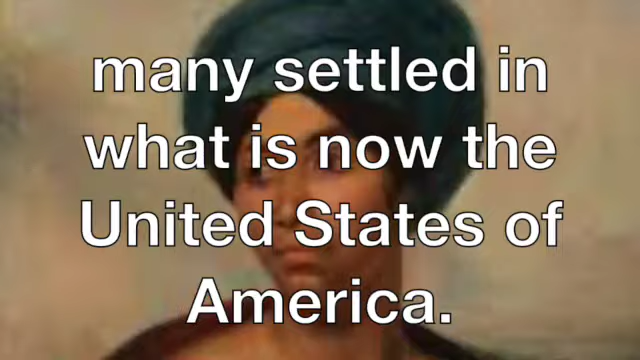 many settled in
what is now the
United States of
America.